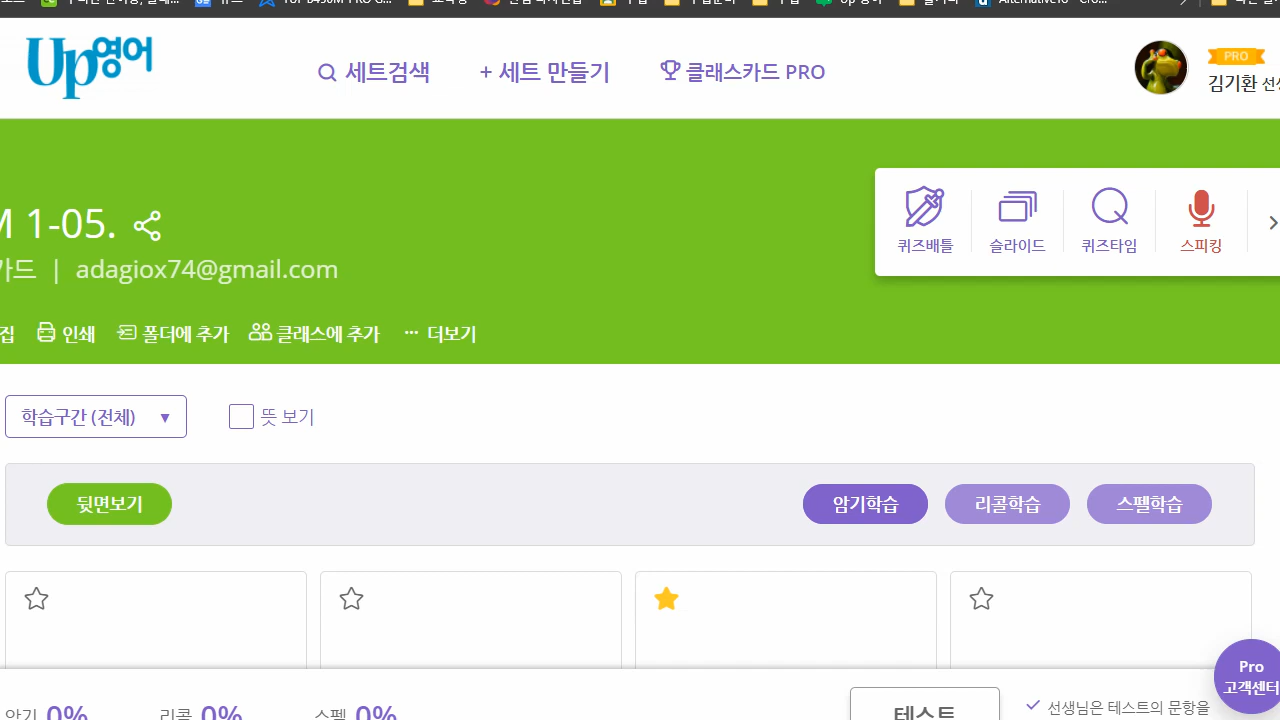 Up영어
세트검색
+ 세트 만들기
클래스카드 PRO
PRO
김기환
1-05.
카드 | adagiox74@gmail.com
인쇄
폴더에 추가
클래스에 추가
··· 더보기
퀴즈배틀
슬라이드
퀴즈타임
스피킹
학습구간 (전체) ▼
뜻 보기
뒷면보기
암기학습
리콜학습
스펠학습
암기 0%
리콜 0%
스펠 0%
테스트
선생님은 테스트의 문항을
Pro
고객센터